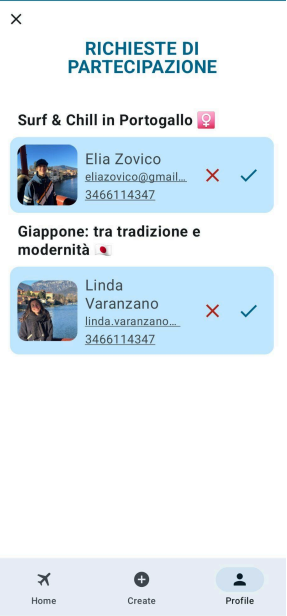 RICHIESTE DI
PARTECIPAZIONE
Surf & Chill in Portogallo 🚺
Elia Zovico
eliazovico@gmail...
3466114347
Giappone: tra tradizione e
modernità 🇯🇵
Linda
Varanzano
linda.varanzano...
3466114347
Home
Create
Profile